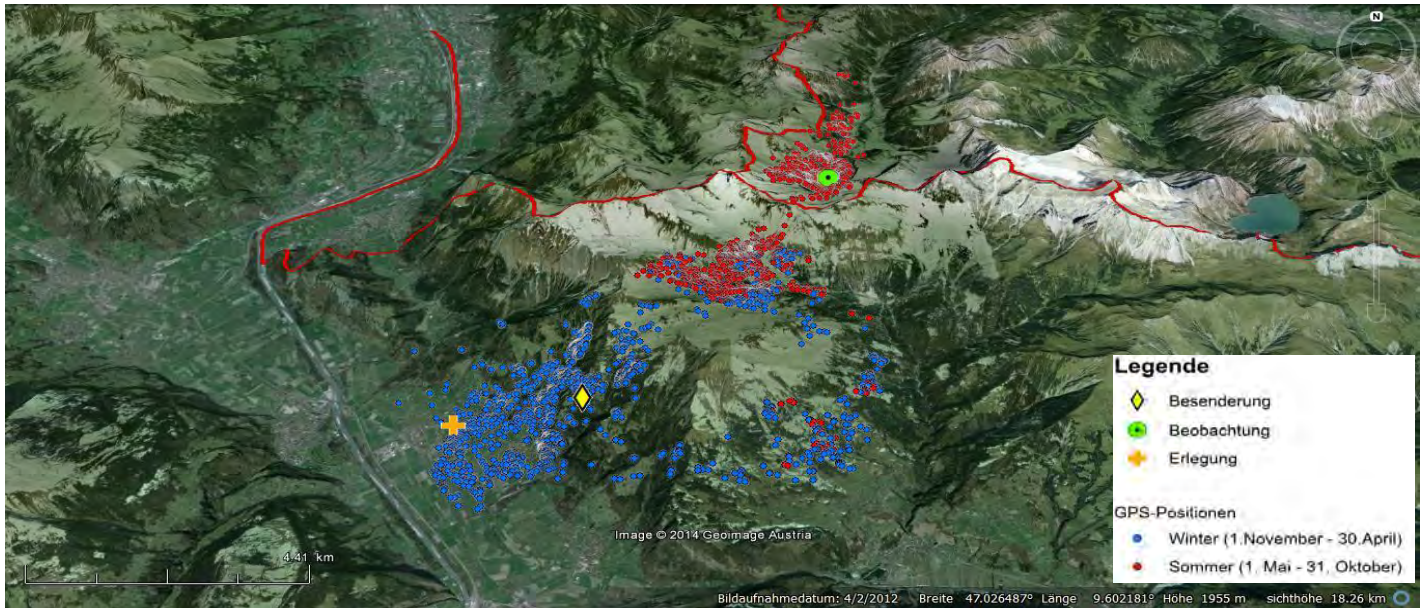 N
Legende
Besenderung
Beobachtung
Erlegung
GPS-Positionen
Winter (1.November - 30.April)
Sommer (1. Mai - 31. Oktober)
Image © 2014 Geoimage Austria
4.41 km
Bildaufnahmedatum: 4/2/2012 Breite 47.026487° Länge 9.602181° Höhe 1955 m sichthöhe 18.26 km